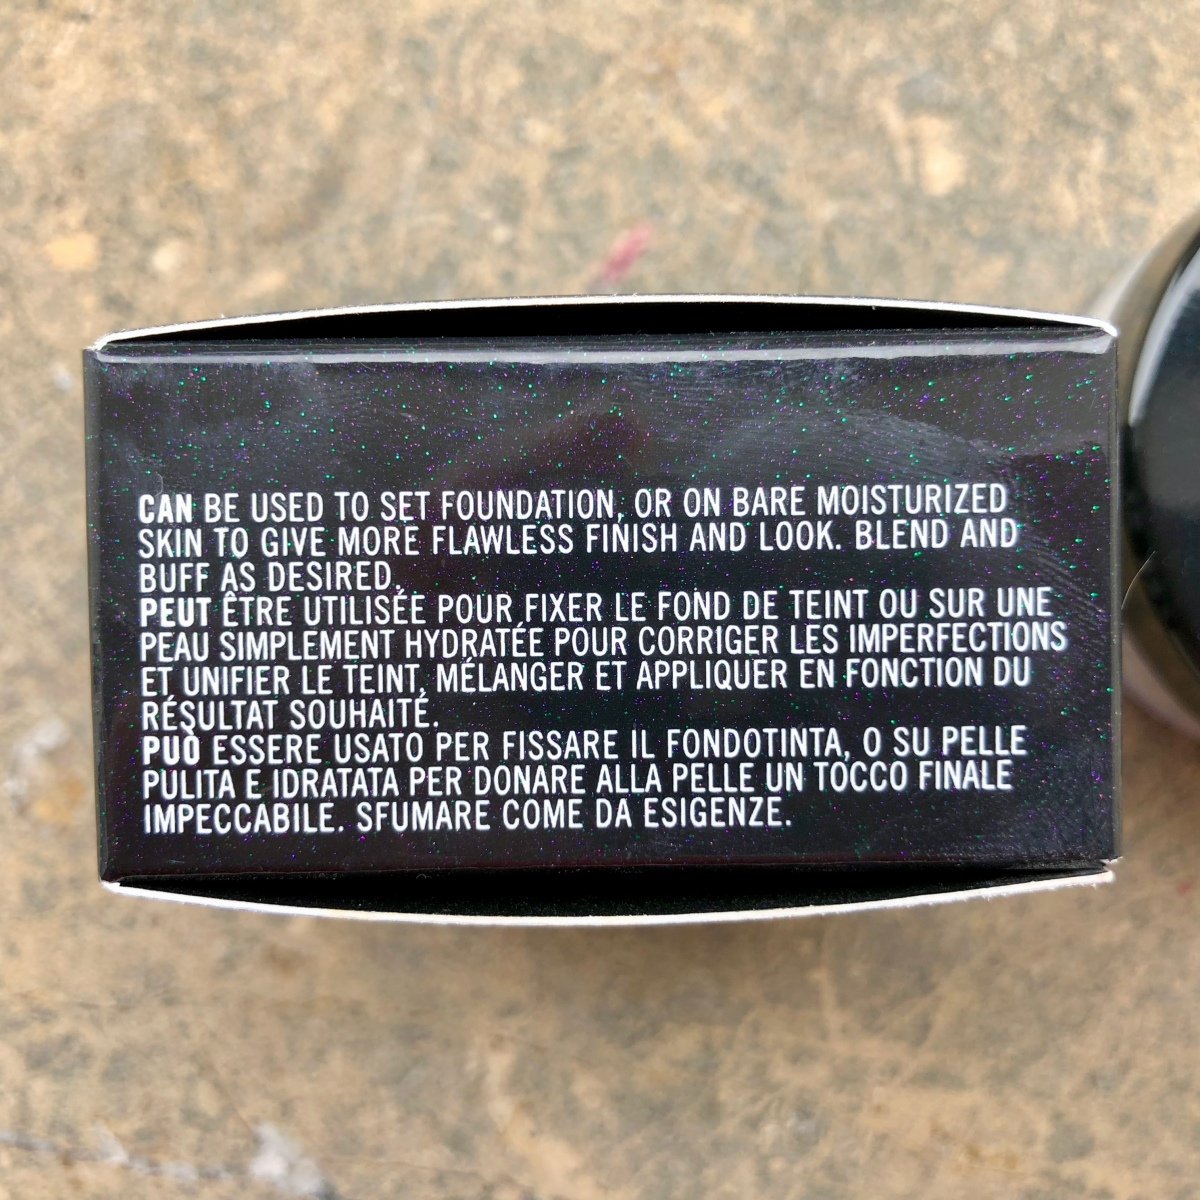 CAN BE USED TO SET FOUNDATION, OR ON BARE MOISTURIZED
SKIN TO GIVE MORE FLAWLESS FINISH AND LOOK. BLEND AND
BUFF AS DESIRED.
PEUT ÊTRE UTILISÉE POUR FIXER LE FOND DE TEINT OU SUR UNE
PEAU SIMPLEMENT HYDRATÉE POUR CORRIGER LES IMPERFECTIONS
ET UNIFIER LE TEINT, MÉLANGER ET APPLIQUER EN FONCTION DU
RÉSULTAT SOUHAITÉ.
PUÒ ESSERE USATO PER FISSARE IL FONDOTINTA, O SU PELLE
PULITA E IDRATATA PER DONARE ALLA PELLE UN TOCCO FINALE
IMPECCABILE. SFUMARE COME DA ESIGENZE.